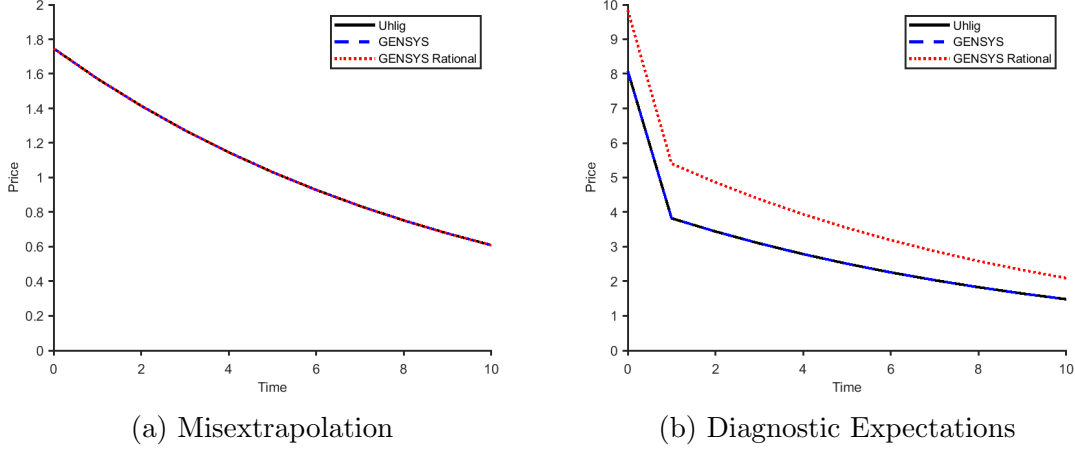 2
1.8
1.6
1.4
1.2
1
0.8
0.6
0.4
0.2
0
Price
0 2 4 6 8 10
Time
Uhlig
GENSYS
GENSYS Rational
(a) Misextrapolation
10
9
8
7
6
5
4
3
2
1
0
Price
0 2 4 6 8 10
Time
Uhlig
GENSYS
GENSYS Rational
(b) Diagnostic Expectations